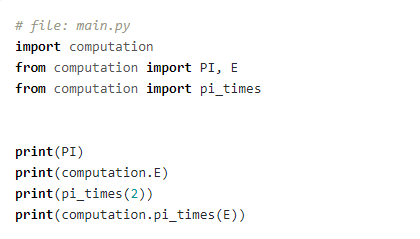 # file: main.py
import computation
from computation import PI, E
from computation import pi_times
print(PI)
print(computation.E)
print(pi_times(2))
print(computation.pi_times(E))